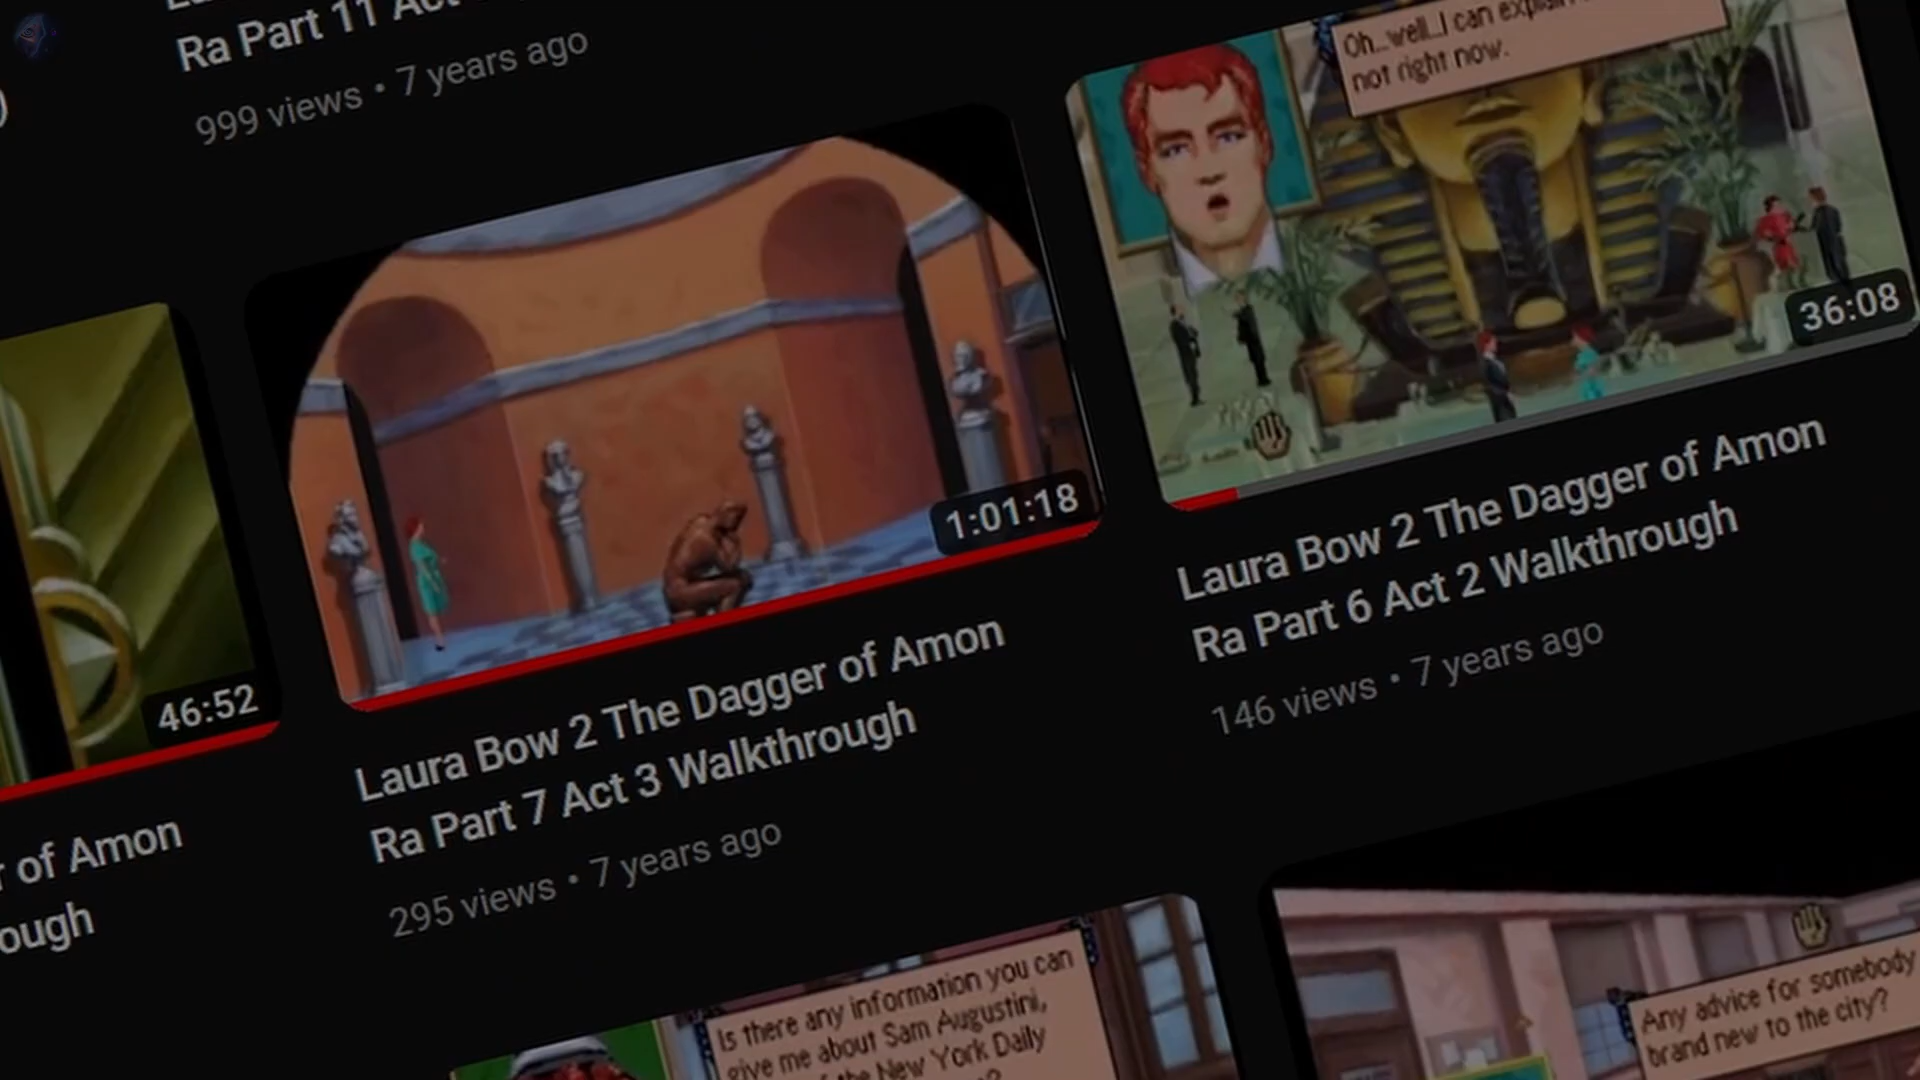 Ra Part 11 Act
999 views • 7 years ago
Oh...well...I can explain
not right now.
36:08
1:01:18
46:52
Laura Bow 2 The Dagger of Amon
Ra Part 6 Act 2 Walkthrough
146 views • 7 years ago
Laura Bow 2 The Dagger of Amon
Ra Part 7 Act 3 Walkthrough
295 views • 7 years ago
of Amon
ough
Is there any information you can
give me about Sam Augustini,
the New York Daily
Any advice for somebody
brand new to the city?